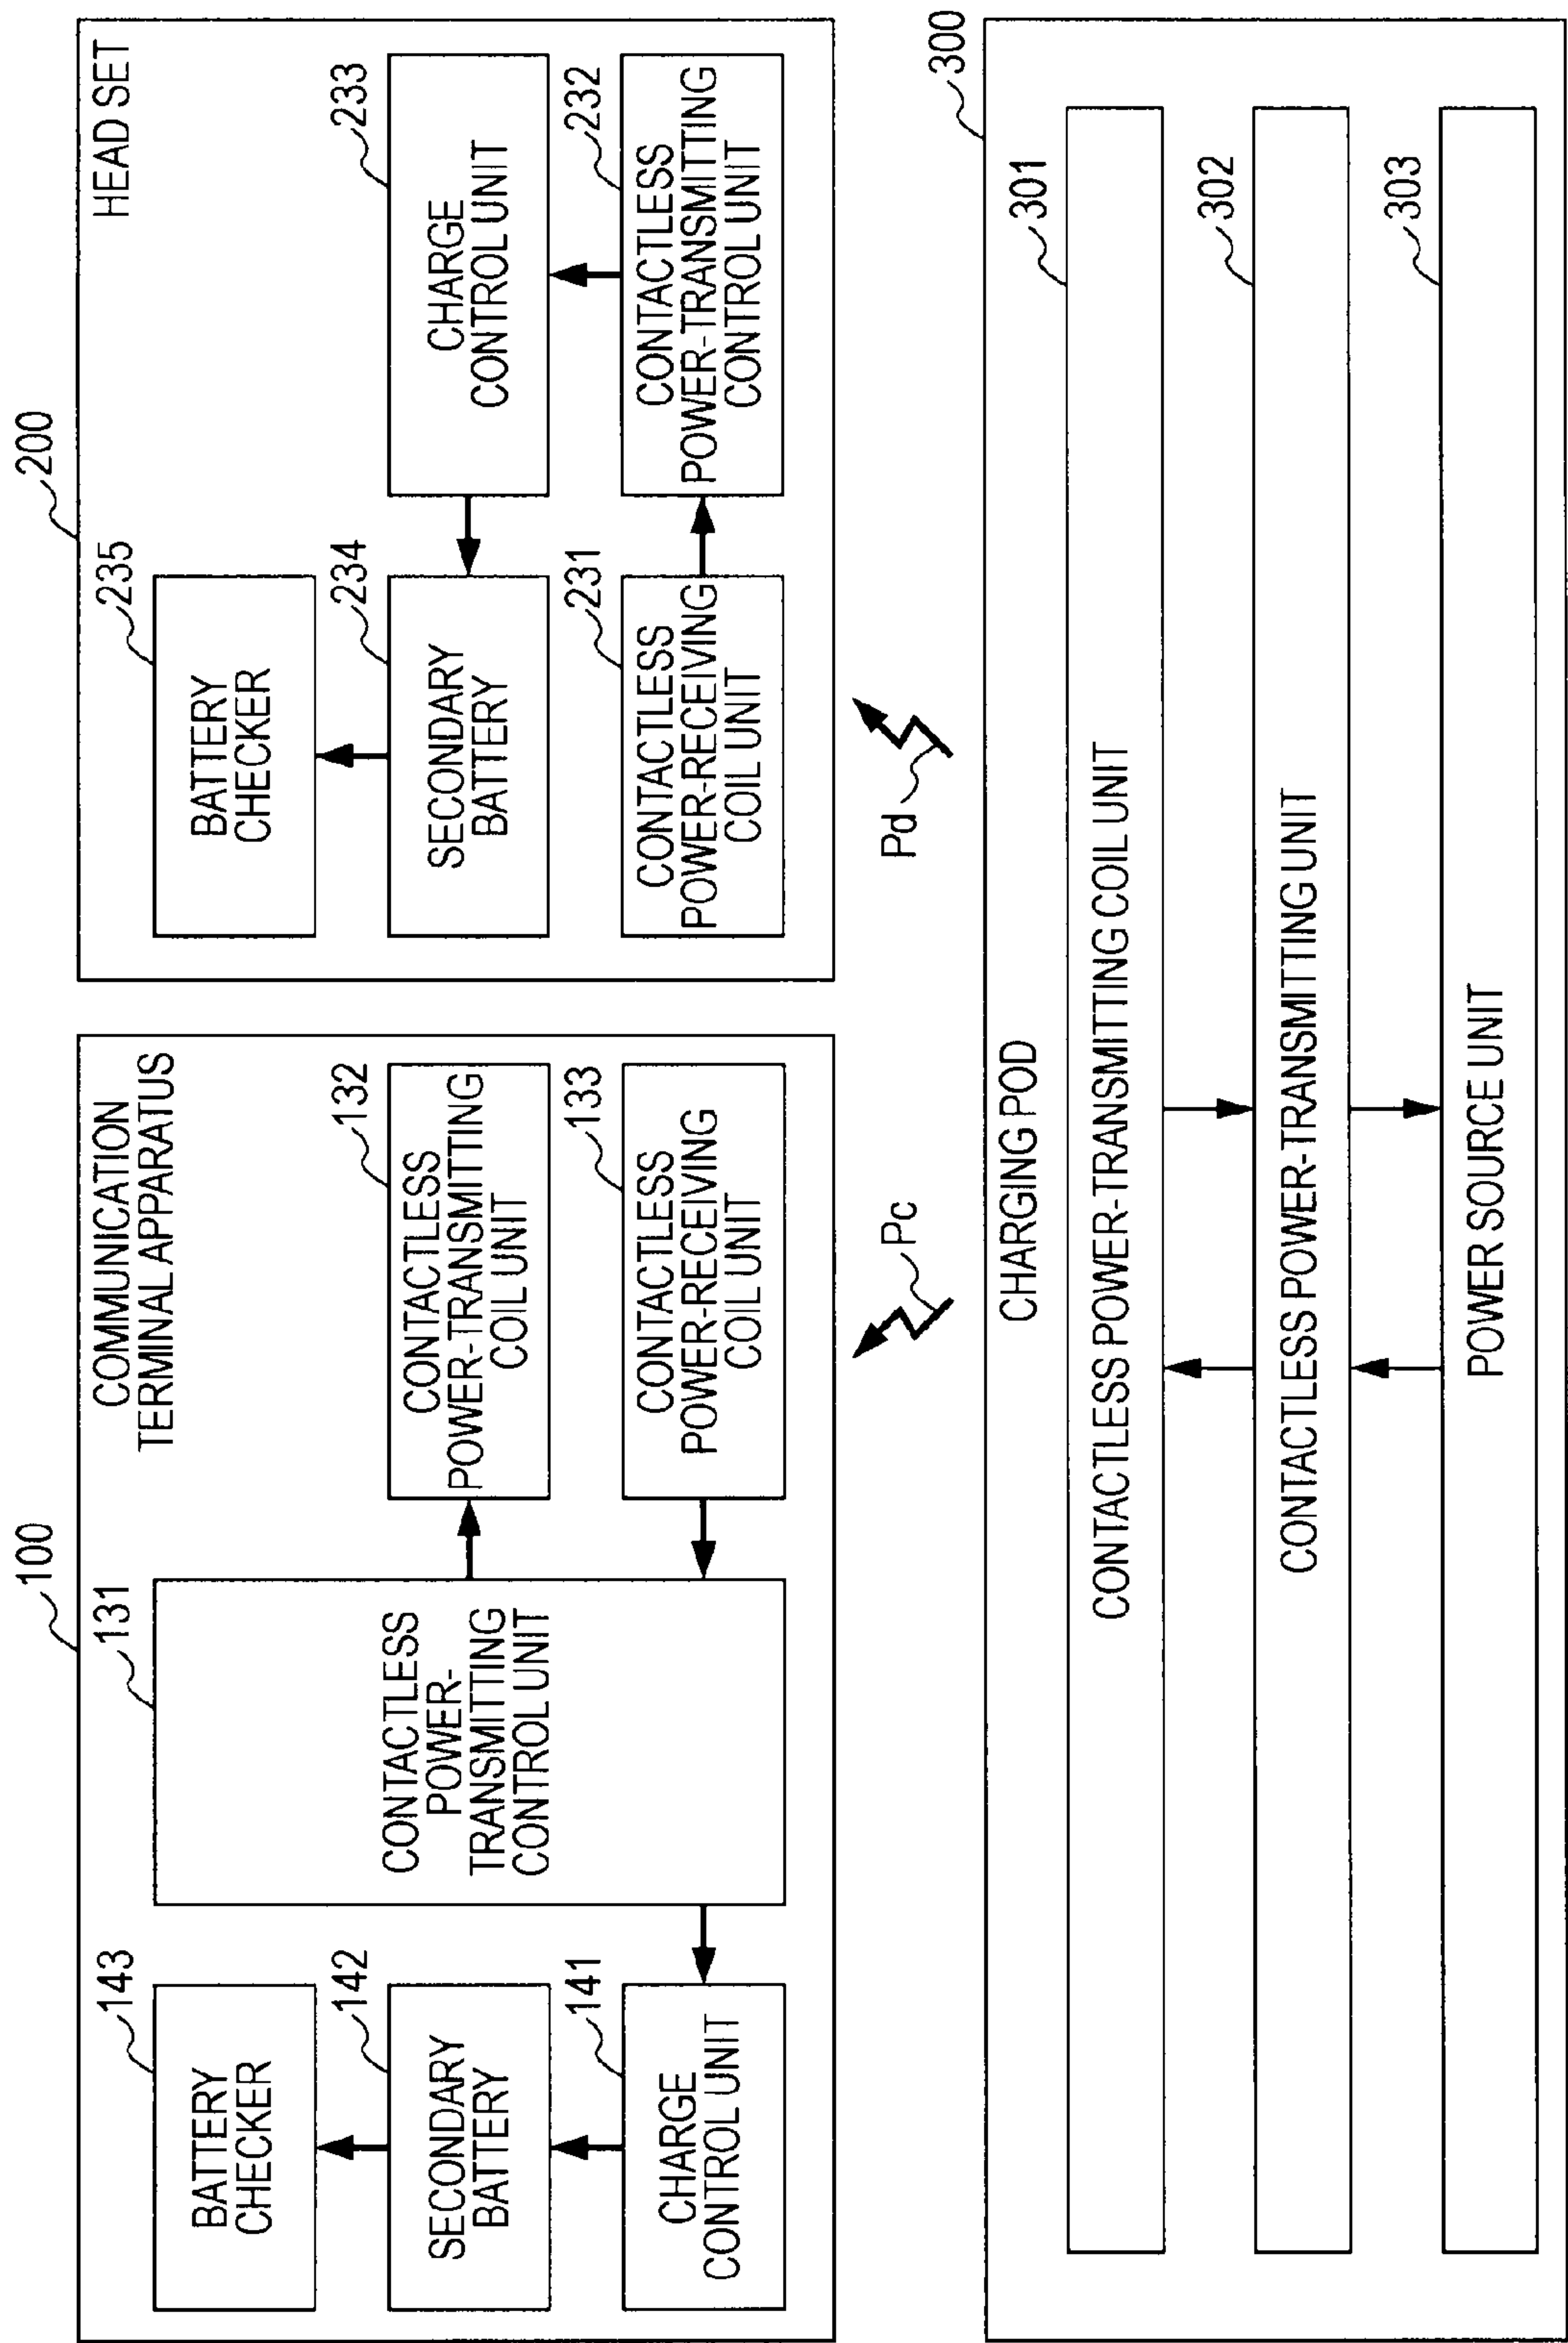 100
COMMUNICATION
TERMINAL APPARATUS
143
BATTERY
CHECKER
142
SECONDARY
BATTERY
141
CHARGE
CONTROL UNIT
131
CONTACTLESS
POWER-
TRANSMITTING
CONTROL UNIT
132
CONTACTLESS
POWER-TRANSMITTING
COIL UNIT
133
CONTACTLESS
POWER-RECEIVING
COIL UNIT
200
HEAD SET
235
BATTERY
CHECKER
234
SECONDARY
BATTERY
233
CHARGE
CONTROL UNIT
231
CONTACTLESS
POWER-RECEIVING
COIL UNIT
232
CONTACTLESS
POWER-TRANSMITTING
CONTROL UNIT
Pc
Pd
300
CHARGING POD
301
CONTACTLESS POWER-TRANSMITTING COIL UNIT
302
CONTACTLESS POWER-TRANSMITTING UNIT
303
POWER SOURCE UNIT